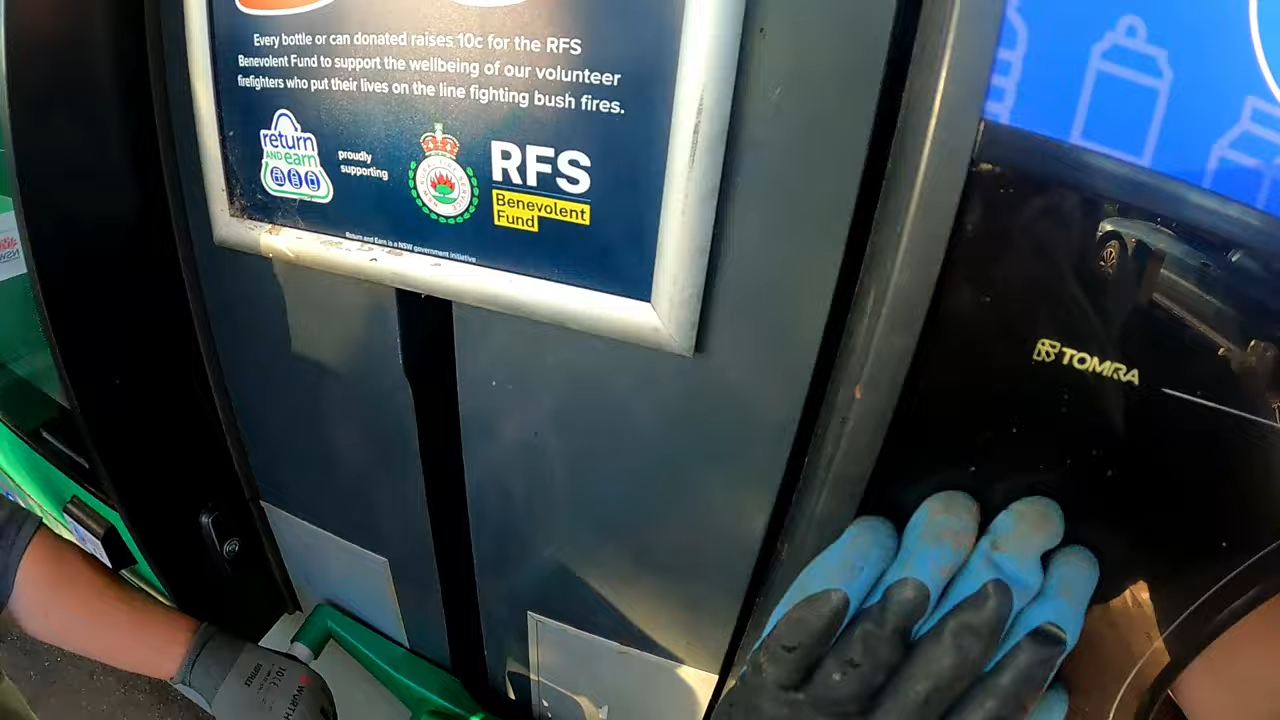 Every bottle or can donated raises 10c for the RFS
Benevolent Fund to support the wellbeing of our volunteer
firefighters who put their lives on the line fighting bush fires.
return
AND earn
proudly
supporting
RFS
Benevolent
Fund
Return and Earn is a NSW government initiative
TOMRA
NSW
WÜRTH